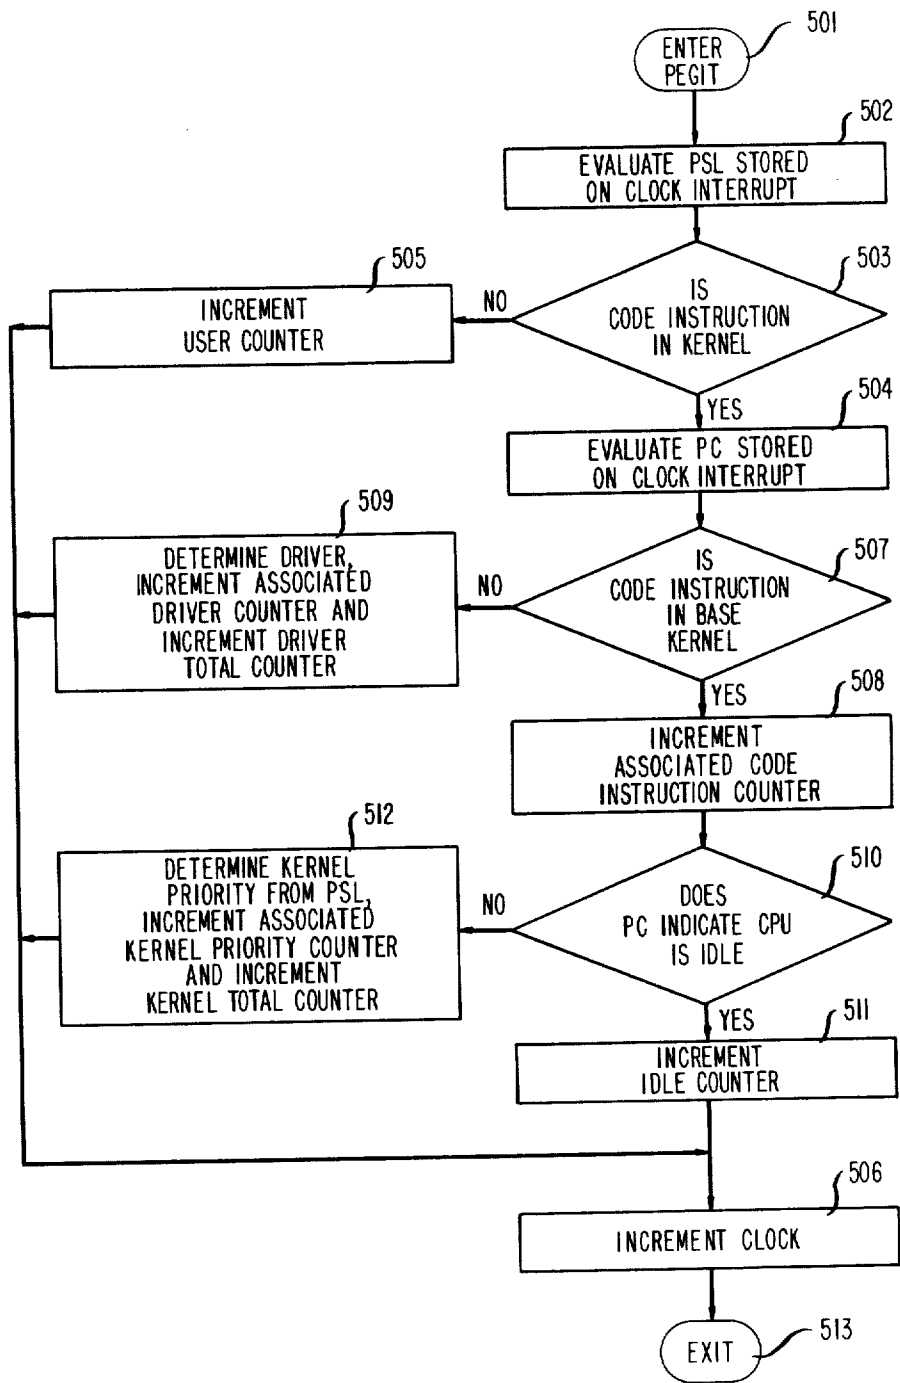 501
ENTER
PEGIT
502
EVALUATE PSL STORED
ON CLOCK INTERRUPT
505
503
INCREMENT
USER COUNTER
NO
IS
CODE INSTRUCTION
IN KERNEL
YES
504
EVALUATE PC STORED
ON CLOCK INTERRUPT
509
507
DETERMINE DRIVER,
INCREMENT ASSOCIATED
DRIVER COUNTER AND
INCREMENT DRIVER
TOTAL COUNTER
NO
IS
CODE INSTRUCTION
IN BASE
KERNEL
YES
508
INCREMENT
ASSOCIATED CODE
INSTRUCTION COUNTER
512
510
DETERMINE KERNEL
PRIORITY FROM PSL,
INCREMENT ASSOCIATED
KERNEL PRIORITY COUNTER
AND INCREMENT
KERNEL TOTAL COUNTER
NO
DOES
PC INDICATE CPU
IS IDLE
YES
511
INCREMENT
IDLE COUNTER
506
INCREMENT CLOCK
EXIT
513